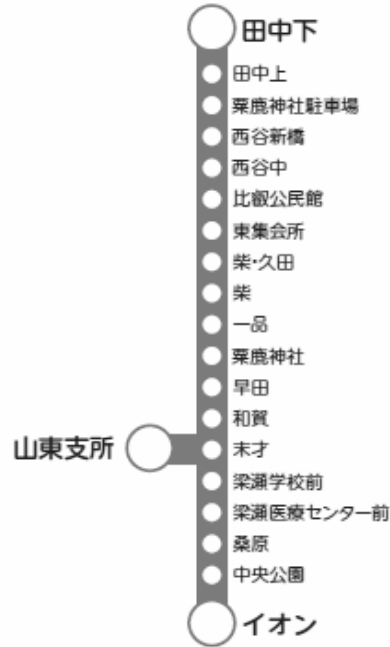 田中下
田中上
粟鹿神社駐車場
西谷新橋
西谷中
比叡公民館
東集会所
柴・久田
柴
一品
粟鹿神社
早田
和賀
山東支所
末才
梁瀬学校前
梁瀬医療センター前
桑原
中央公園
イオン